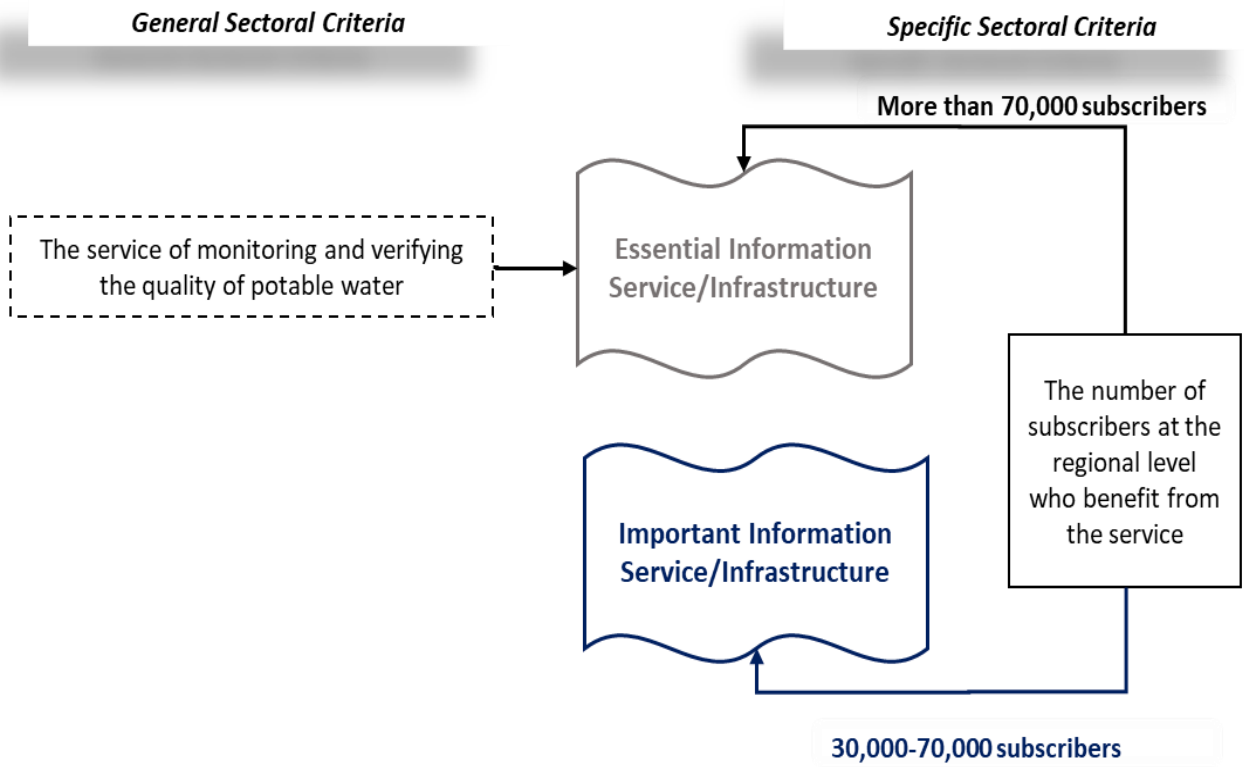 General Sectoral Criteria
Specific Sectoral Criteria
More than 70,000 subscribers
The service of monitoring and verifying
the quality of potable water
Essential Information
Service/Infrastructure
The number of
subscribers at the
regional level
who benefit from
the service
Important Information
Service/Infrastructure
30,000-70,000 subscribers